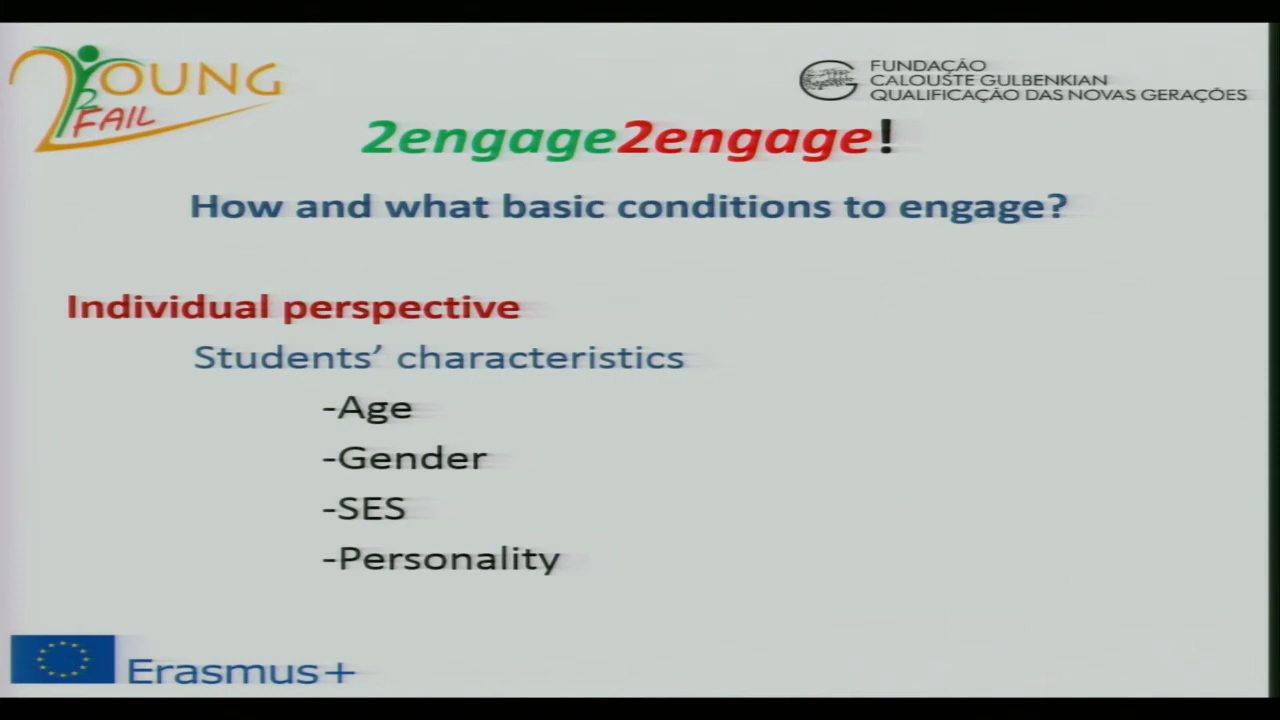 2YOUNG
2
FAIL
FUNDAÇÃO
CALOUSTE GULBENKIAN
QUALIFICAÇÃO DAS NOVAS GERAÇÕES
2engage2engage!
How and what basic conditions to engage?
Individual perspective
Students’ characteristics
-Age
-Gender
-SES
-Personality
Erasmus+